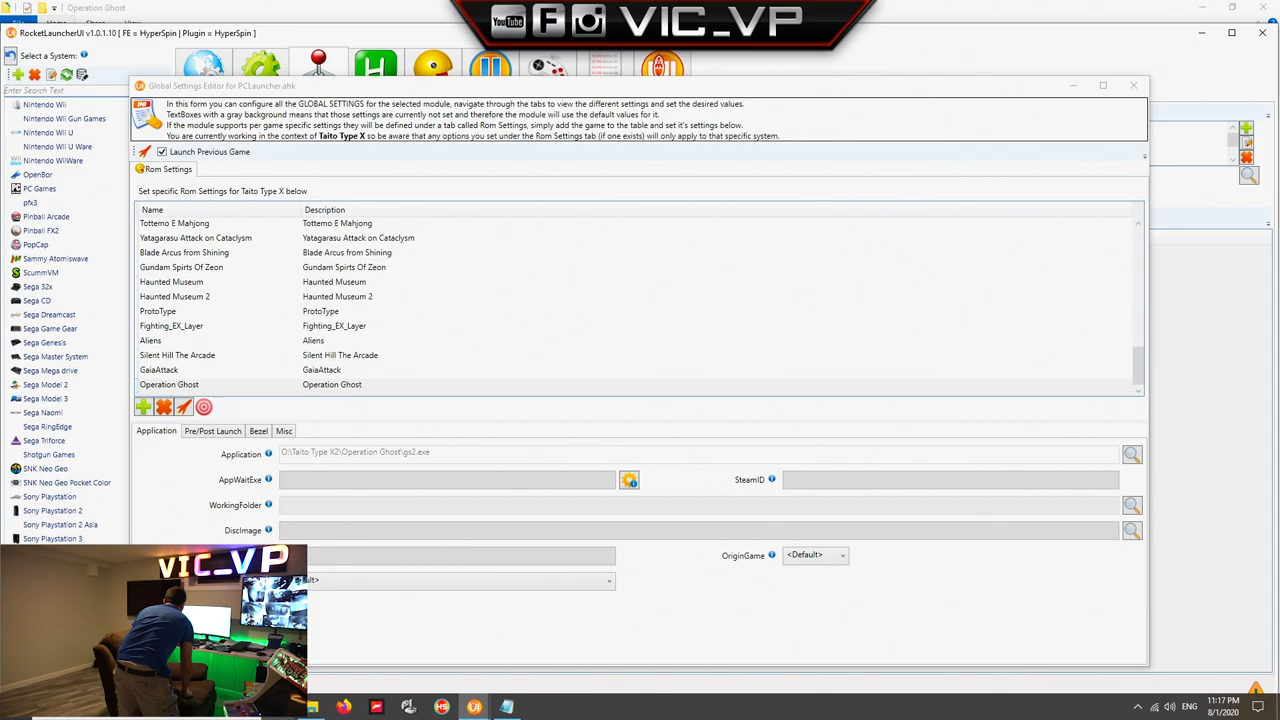 Operation Ghost
File Home Share View
YouTube F VIC_VP
RocketLauncherUI v1.0.1.10 [ FE = HyperSpin | Plugin = HyperSpin ]
Select a System:
Enter Search Text
Nintendo Wii
Nintendo Wii Gun Games
Nintendo Wii U
Nintendo Wii U Ware
Nintendo WiiWare
OpenBor
PC Games
pfx3
Pinball Arcade
Pinball FX2
PopCap
Sammy Atomiswave
ScummVM
Sega 32x
Sega CD
Sega Dreamcast
Sega Game Gear
Sega Genesis
Sega Master System
Sega Mega drive
Sega Model 2
Sega Model 3
Sega Naomi
Sega RingEdge
Sega Triforce
Shotgun Games
SNK Neo Geo
SNK Neo Geo Pocket Color
Sony Playstation
Sony Playstation 2
Sony Playstation 2 Asia
Sony Playstation 3
Global Settings Editor for PCLauncher.ahk
In this form you can configure all the GLOBAL SETTINGS for the selected module, navigate through the tabs to view the different settings and set the desired values.
TextBoxes with a gray background means that those settings are currently not set and therefore the module will use the default values for it.
If the module supports per game specific settings they will be defined under a tab called Rom Settings, simply add the game to the table and set it's settings below.
You are currently working in the context of Taito Type X so be aware that any options you set under the Rom Settings tab (if one exists) will only apply to that specific system.
Launch Previous Game
Rom Settings
Set specific Rom Settings for Taito Type X below
Name Description
Tottemo E Mahjong Tottemo E Mahjong
Yatagarasu Attack on Cataclysm Yatagarasu Attack on Cataclysm
Blade Arcus from Shining Blade Arcus from Shining
Gundam Spirts Of Zeon Gundam Spirts Of Zeon
Haunted Museum Haunted Museum
Haunted Museum 2 Haunted Museum 2
ProtoType ProtoType
Fighting_EX_Layer Fighting_EX_Layer
Aliens Aliens
Silent Hill The Arcade Silent Hill The Arcade
GaiaAttack GaiaAttack
Operation Ghost Operation Ghost
Application Pre/Post Launch Bezel Misc
Application O:\Taito Type X2\Operation Ghost\gs2.exe
AppWaitExe SteamID
WorkingFolder
DiscImage
OriginGame <Default>
VIC_VP
11:17 PM
ENG
8/1/2020